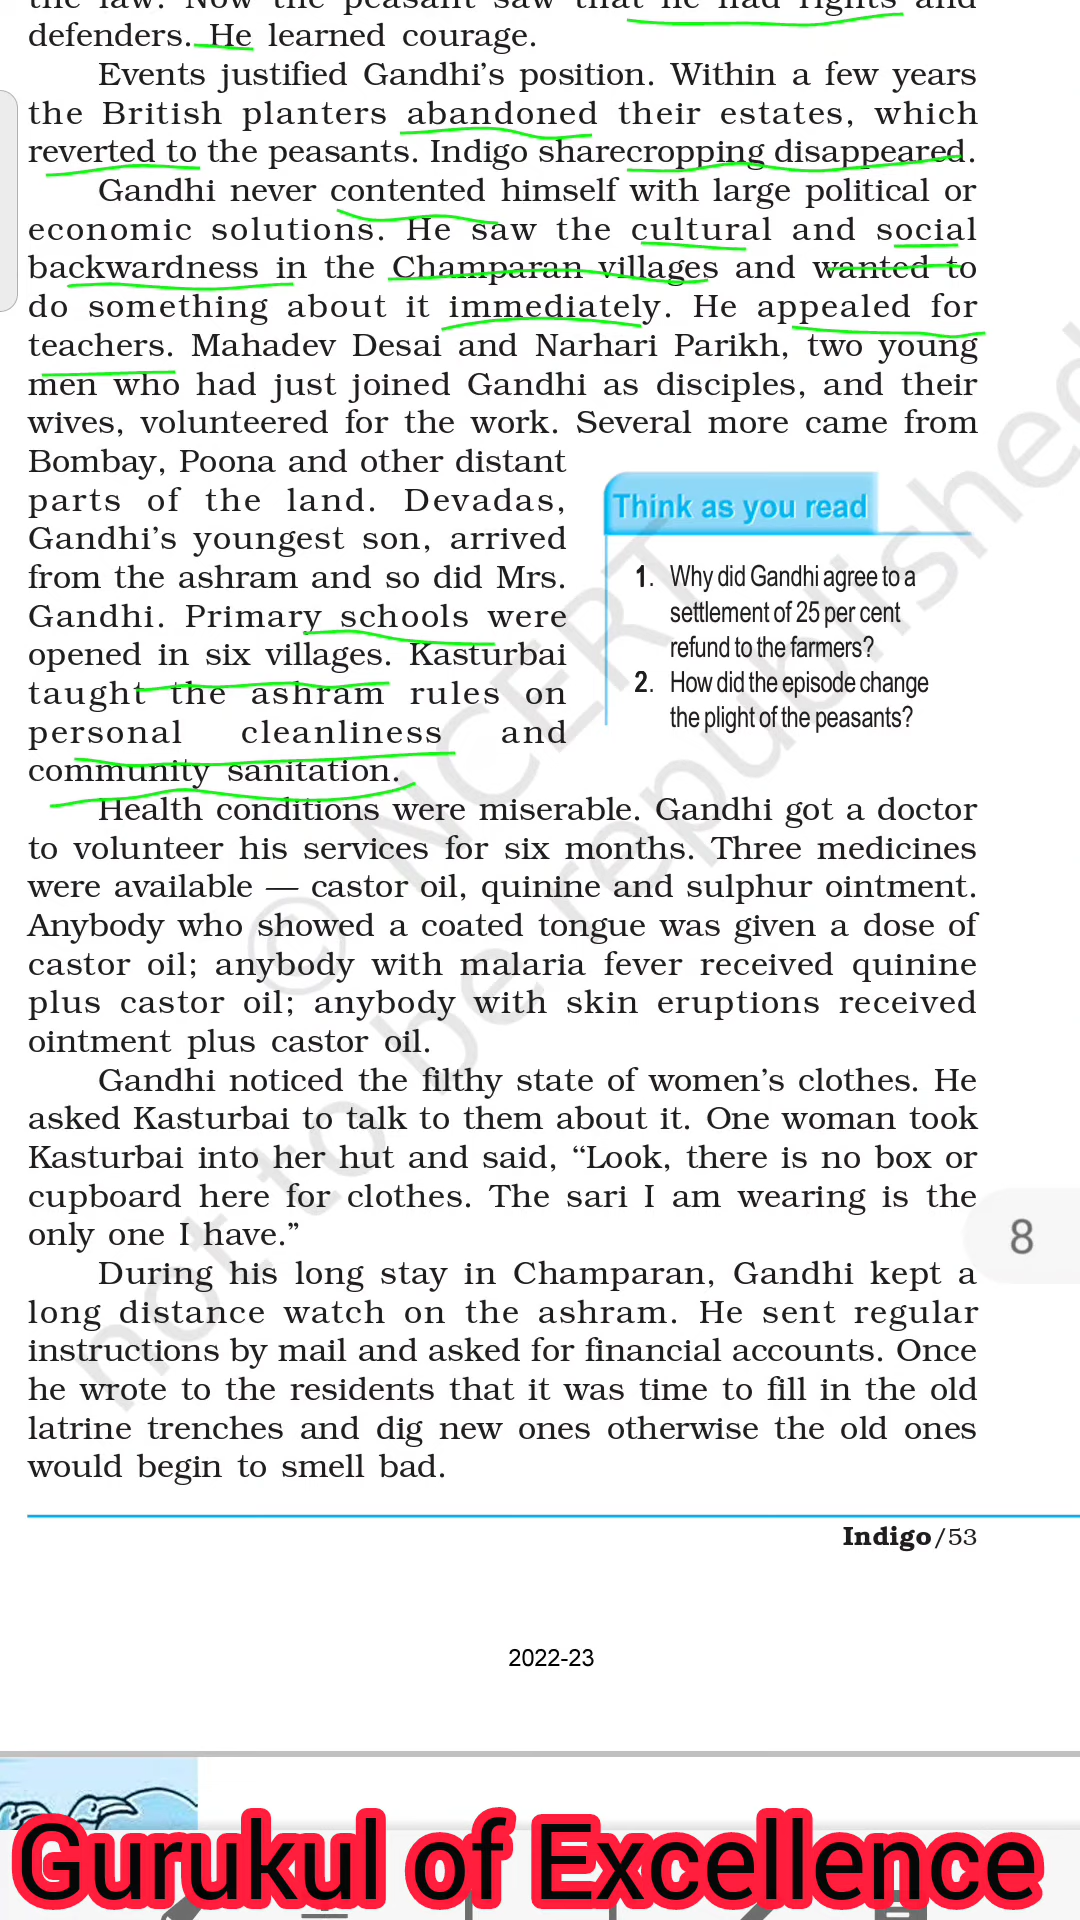 the law. Now the peasant saw that he had rights and
defenders. He learned courage.
Events justified Gandhi’s position. Within a few years
the British planters abandoned their estates, which
reverted to the peasants. Indigo sharecropping disappeared.
Gandhi never contented himself with large political or
economic solutions. He saw the cultural and social
backwardness in the Champaran villages and wanted to
do something about it immediately. He appealed for
teachers. Mahadev Desai and Narhari Parikh, two young
men who had just joined Gandhi as disciples, and their
wives, volunteered for the work. Several more came from
Bombay, Poona and other distant
parts of the land. Devadas,
Gandhi’s youngest son, arrived
from the ashram and so did Mrs.
Gandhi. Primary schools were
opened in six villages. Kasturbai
taught the ashram rules on
personal cleanliness and
community sanitation.
Think as you read
1. Why did Gandhi agree to a
settlement of 25 per cent
refund to the farmers?
2. How did the episode change
the plight of the peasants?
Health conditions were miserable. Gandhi got a doctor
to volunteer his services for six months. Three medicines
were available — castor oil, quinine and sulphur ointment.
Anybody who showed a coated tongue was given a dose of
castor oil; anybody with malaria fever received quinine
plus castor oil; anybody with skin eruptions received
ointment plus castor oil.
Gandhi noticed the filthy state of women’s clothes. He
asked Kasturbai to talk to them about it. One woman took
Kasturbai into her hut and said, “Look, there is no box or
cupboard here for clothes. The sari I am wearing is the
only one I have.”
During his long stay in Champaran, Gandhi kept a
long distance watch on the ashram. He sent regular
instructions by mail and asked for financial accounts. Once
he wrote to the residents that it was time to fill in the old
latrine trenches and dig new ones otherwise the old ones
would begin to smell bad.
8
Indigo/53
2022-23
© NCERT
not to be republished
Gurukul of Excellence